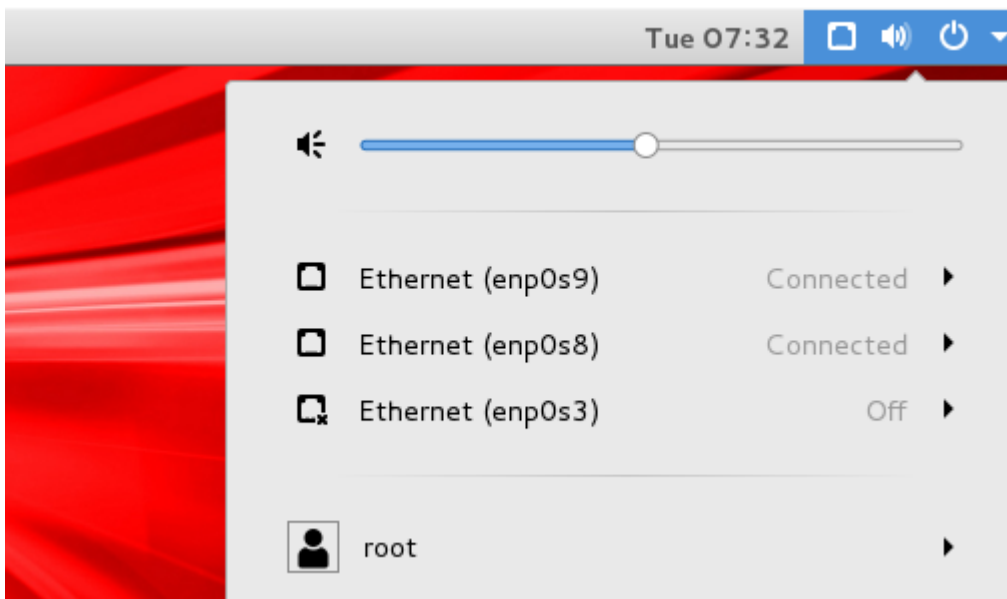 Tue 07:32
Ethernet (enp0s9) Connected
Ethernet (enp0s8) Connected
Ethernet (enp0s3) Off
root